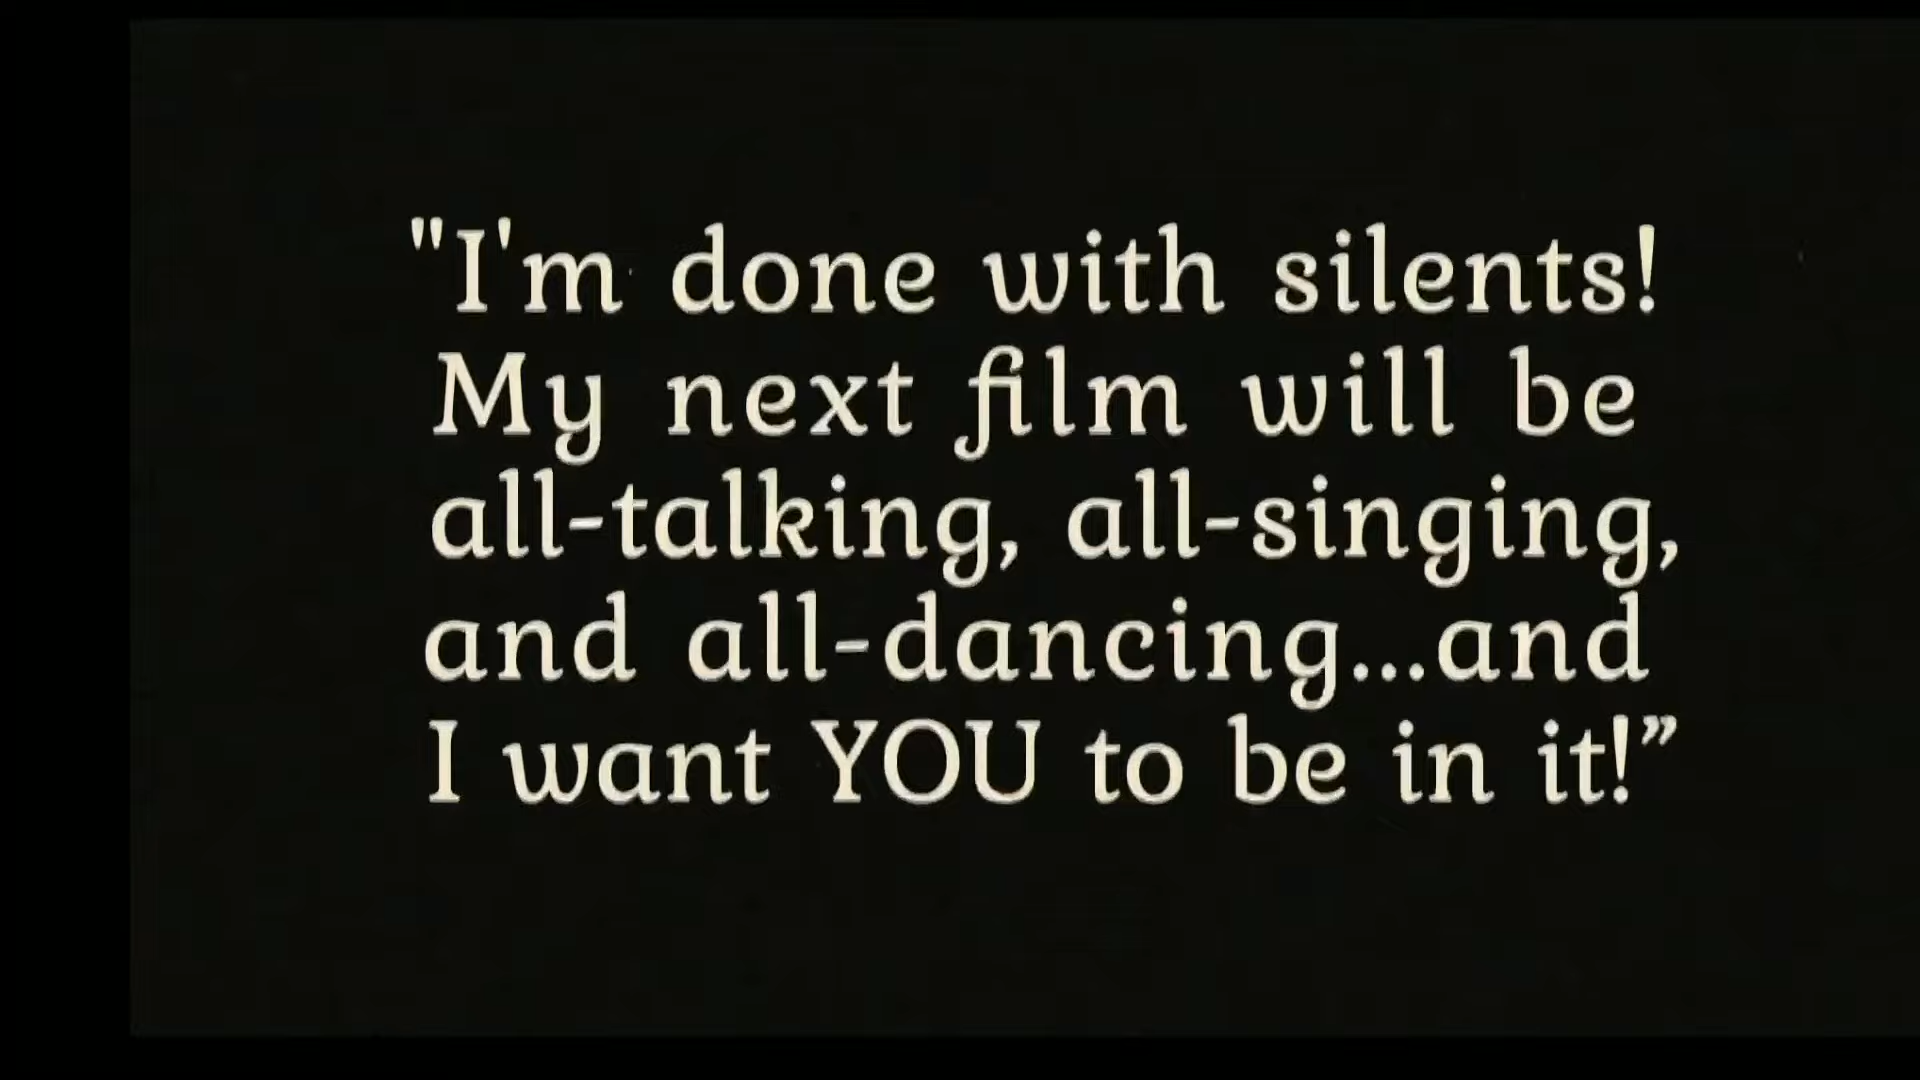 "I'm done with silents!
My next film will be
all-talking, all-singing,
and all-dancing...and
I want YOU to be in it!”